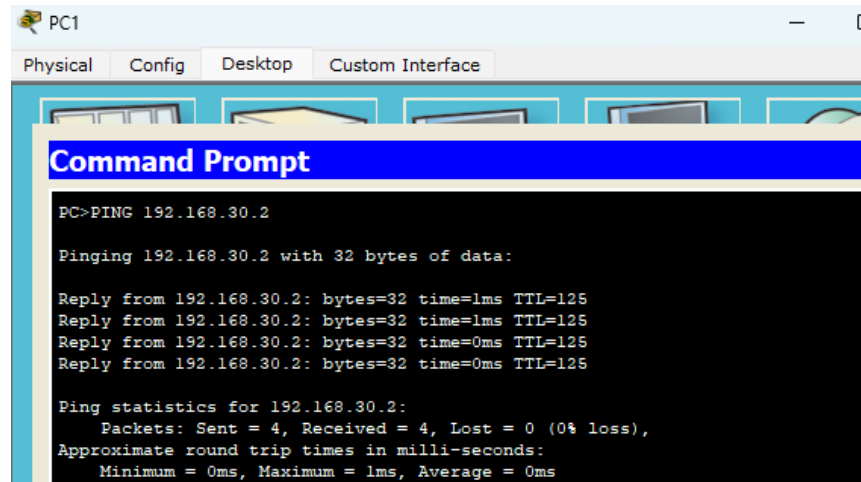 PC1
Physical Config Desktop Custom Interface
Command Prompt
PC>PING 192.168.30.2
Pinging 192.168.30.2 with 32 bytes of data:
Reply from 192.168.30.2: bytes=32 time=1ms TTL=125
Reply from 192.168.30.2: bytes=32 time=1ms TTL=125
Reply from 192.168.30.2: bytes=32 time=0ms TTL=125
Reply from 192.168.30.2: bytes=32 time=0ms TTL=125
Ping statistics for 192.168.30.2:
Packets: Sent = 4, Received = 4, Lost = 0 (0% loss),
Approximate round trip times in milli-seconds:
Minimum = 0ms, Maximum = 1ms, Average = 0ms